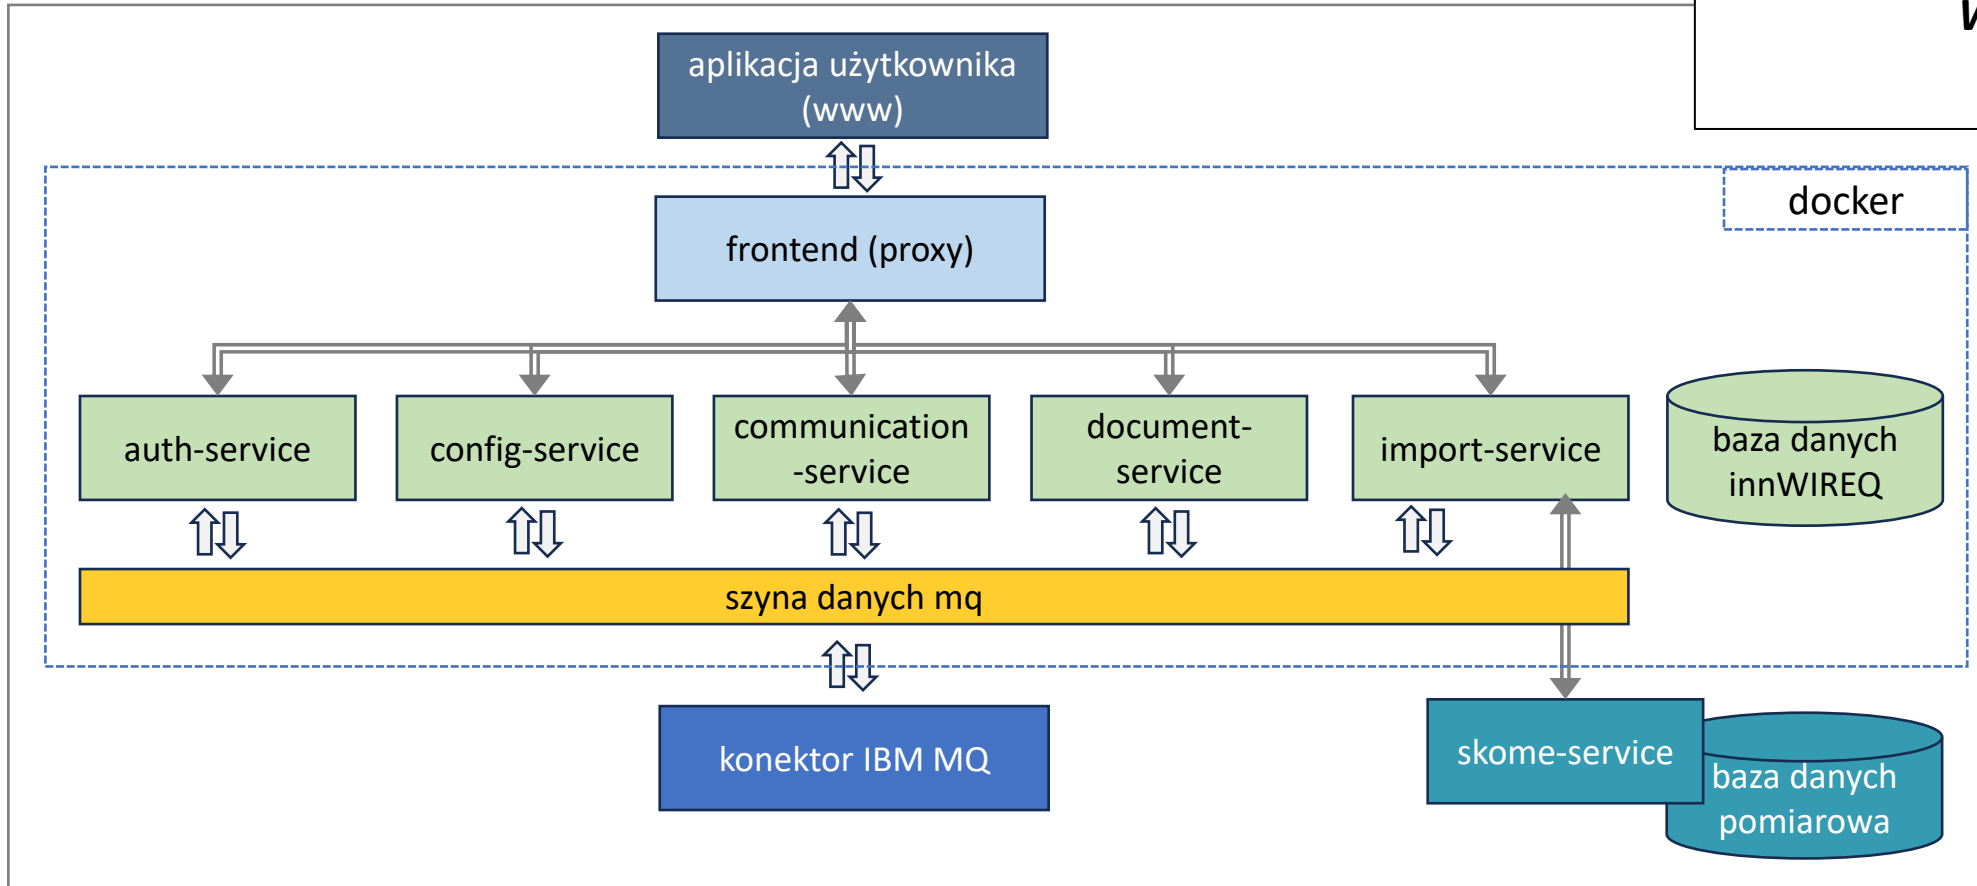 aplikacja użytkownika
(www)
docker
frontend (proxy)
auth-service
config-service
communication
-service
document-
service
import-service
baza danych
innWIREQ
szyna danych mq
konektor IBM MQ
skome-service
baza danych
pomiarowa